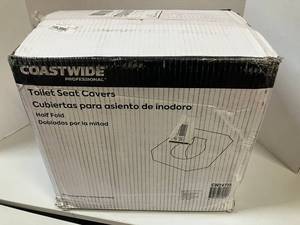 COASTWIDE
PROFESSIONAL
Toilet Seat Covers
Cubiertas para asiento de inodoro
Half Fold
Doblados por la mitad